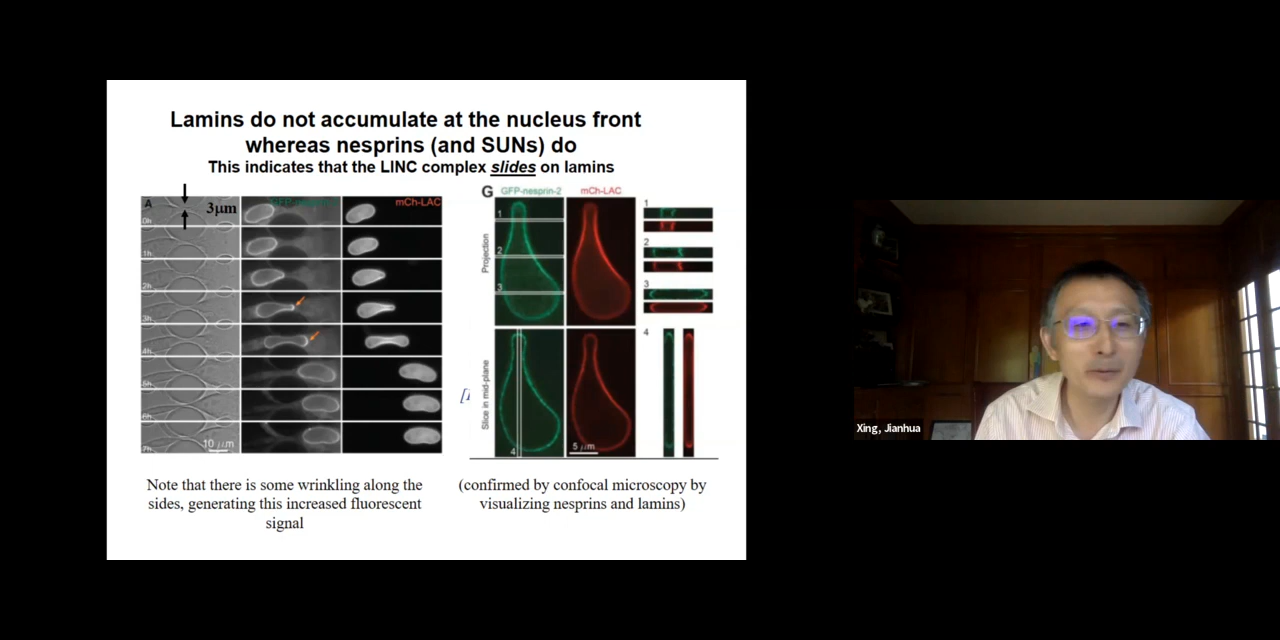 Lamins do not accumulate at the nucleus front
whereas nesprins (and SUNs) do
This indicates that the LINC complex slides on lamins
A
3μm
mCh-LAC
0h
1h
2h
3h
4h
5h
6h
7h
10 μm
G
GFP-nesprin-2
mCh-LAC
Projection
1
2
3
Slice in mid-plane
4
5 μm
1
2
3
4
Note that there is some wrinkling along the
sides, generating this increased fluorescent
signal
(confirmed by confocal microscopy by
visualizing nesprins and lamins)
Xing, Jianhua